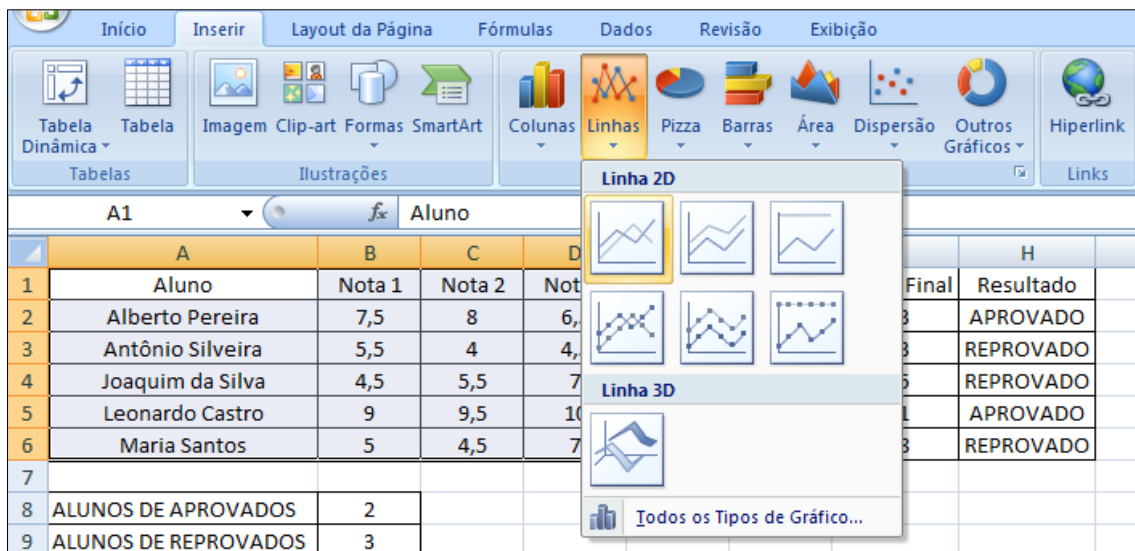 Início Inserir Layout da Página Fórmulas Dados Revisão Exibição
Tabela Dinâmica Tabela Imagem Clip-art Formas SmartArt Colunas Linhas Pizza Barras Área Dispersão Outros Gráficos Hiperlink
Tabelas Ilustrações Links
A1 fx Aluno
Linha 2D
A B C D H
1 Aluno Nota 1 Nota 2 Final Resultado
2 Alberto Pereira 7,5 8 APROVADO
3 Antônio Silveira 5,5 4 REPROVADO
4 Joaquim da Silva 4,5 5,5 7 REPROVADO
Linha 3D
5 Leonardo Castro 9 9,5 10 APROVADO
6 Maria Santos 5 4,5 7 REPROVADO
7
8 ALUNOS DE APROVADOS 2
Todos os Tipos de Gráfico...
9 ALUNOS DE REPROVADOS 3